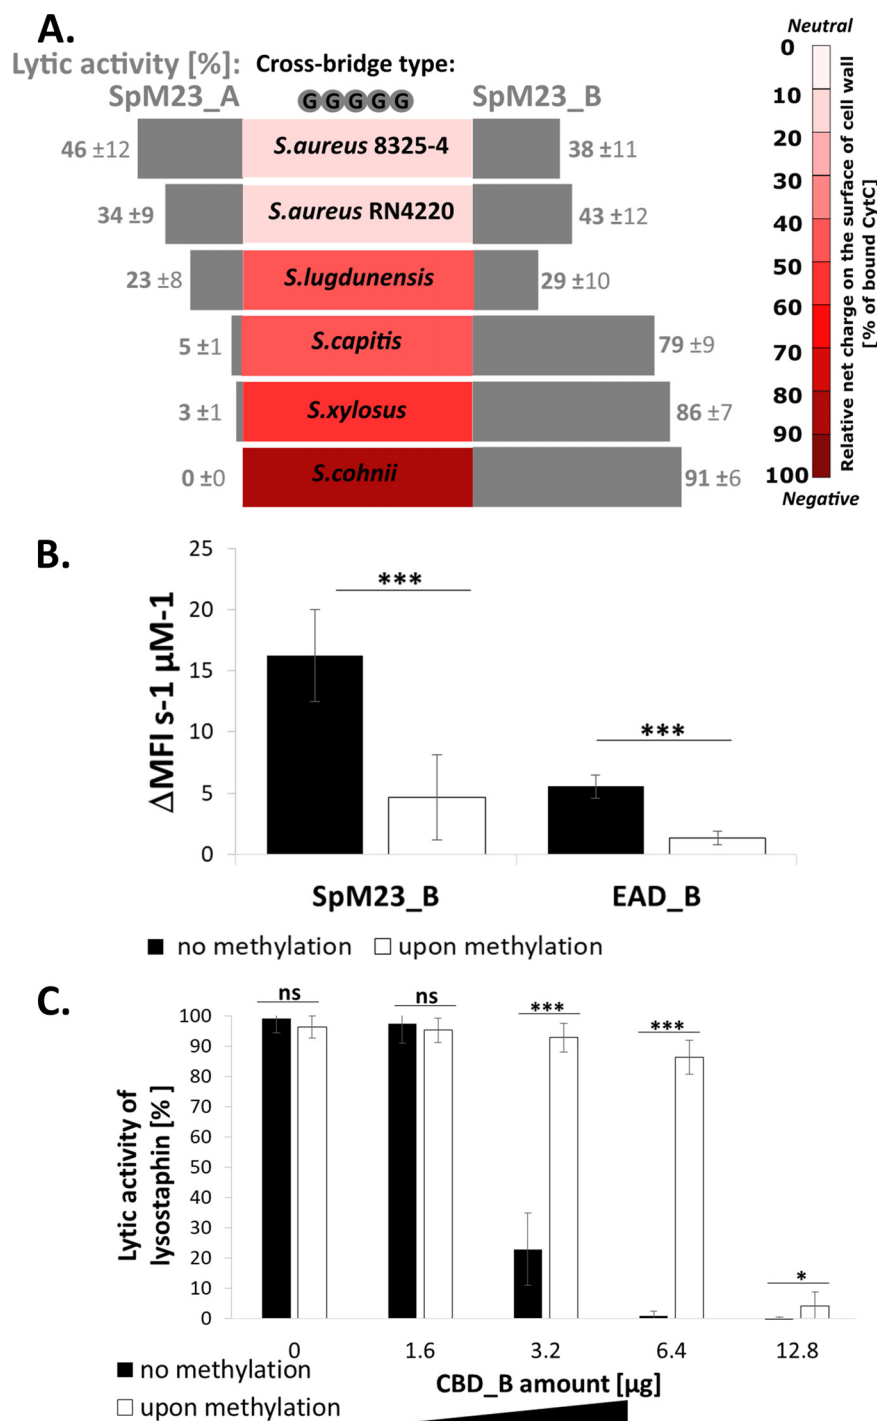 A.
Lytic activity [%]: Cross-bridge type:
SpM23_A GGGGG SpM23_B
46 ±12 S.aureus 8325-4 38 ±11
34 ±9 S.aureus RN4220 43 ±12
23 ±8 S.lugdunensis 29 ±10
5 ±1 S.capitis 79 ±9
3 ±1 S.xylosus 86 ±7
0 ±0 S.cohnii 91 ±6
Neutral
0
10
20
30
40
50
60
70
80
90
100
Negative
Relative net charge on the surface of cell wall
[% of bound CytC]
B.
ΔMFI s-1 µM-1
25
20
15
10
5
0
***
***
SpM23_B EAD_B
no methylation upon methylation
C.
Lytic activity of
lysostaphin [% ]
100
90
80
70
60
50
40
30
20
10
0
ns ns *** *** *
0 1.6 3.2 6.4 12.8
CBD_B amount [µg]
no methylation
upon methylation